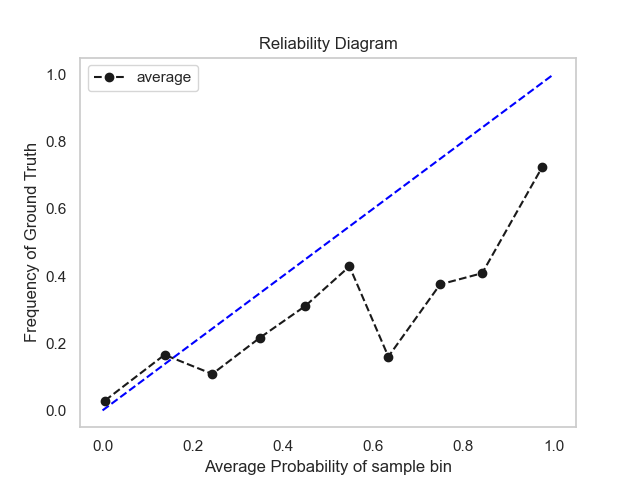 Reliability Diagram
average
1.0
0.8
0.6
0.4
0.2
0.0
Frequency of Ground Truth
0.0 0.2 0.4 0.6 0.8 1.0
Average Probability of sample bin